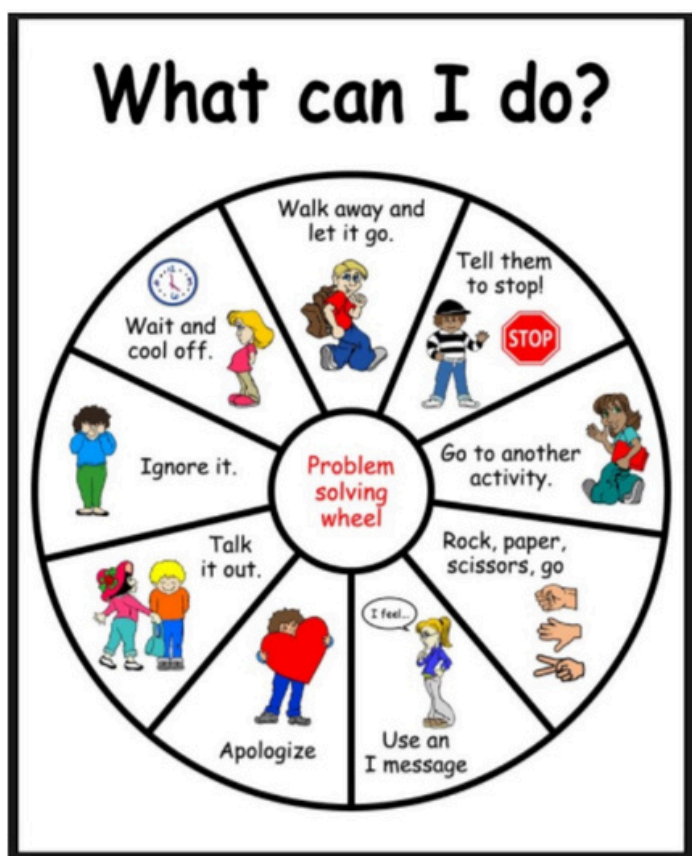 What can I do?
Walk away and
let it go.
Tell them
to stop!
STOP
Go to another
activity.
Rock, paper,
scissors, go
I feel...
Use an
I message
Apologize
Talk
it out.
Ignore it.
Wait and
cool off.
Problem
solving
wheel